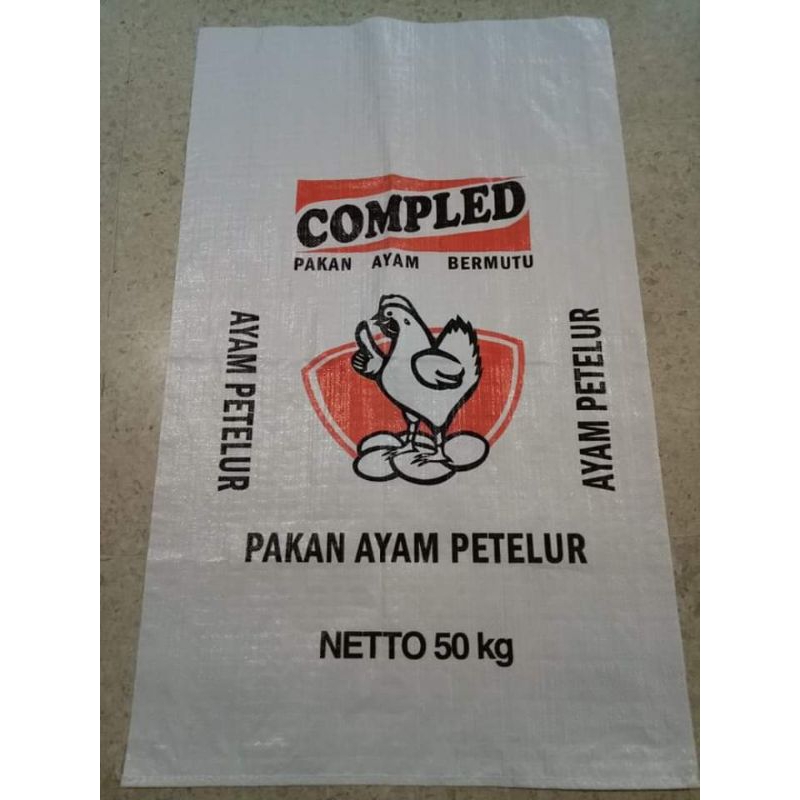 COMPLED
PAKAN AYAM BERMUTU
AYAM PETELUR
AYAM PETELUR
PAKAN AYAM PETELUR
NETTO 50 kg